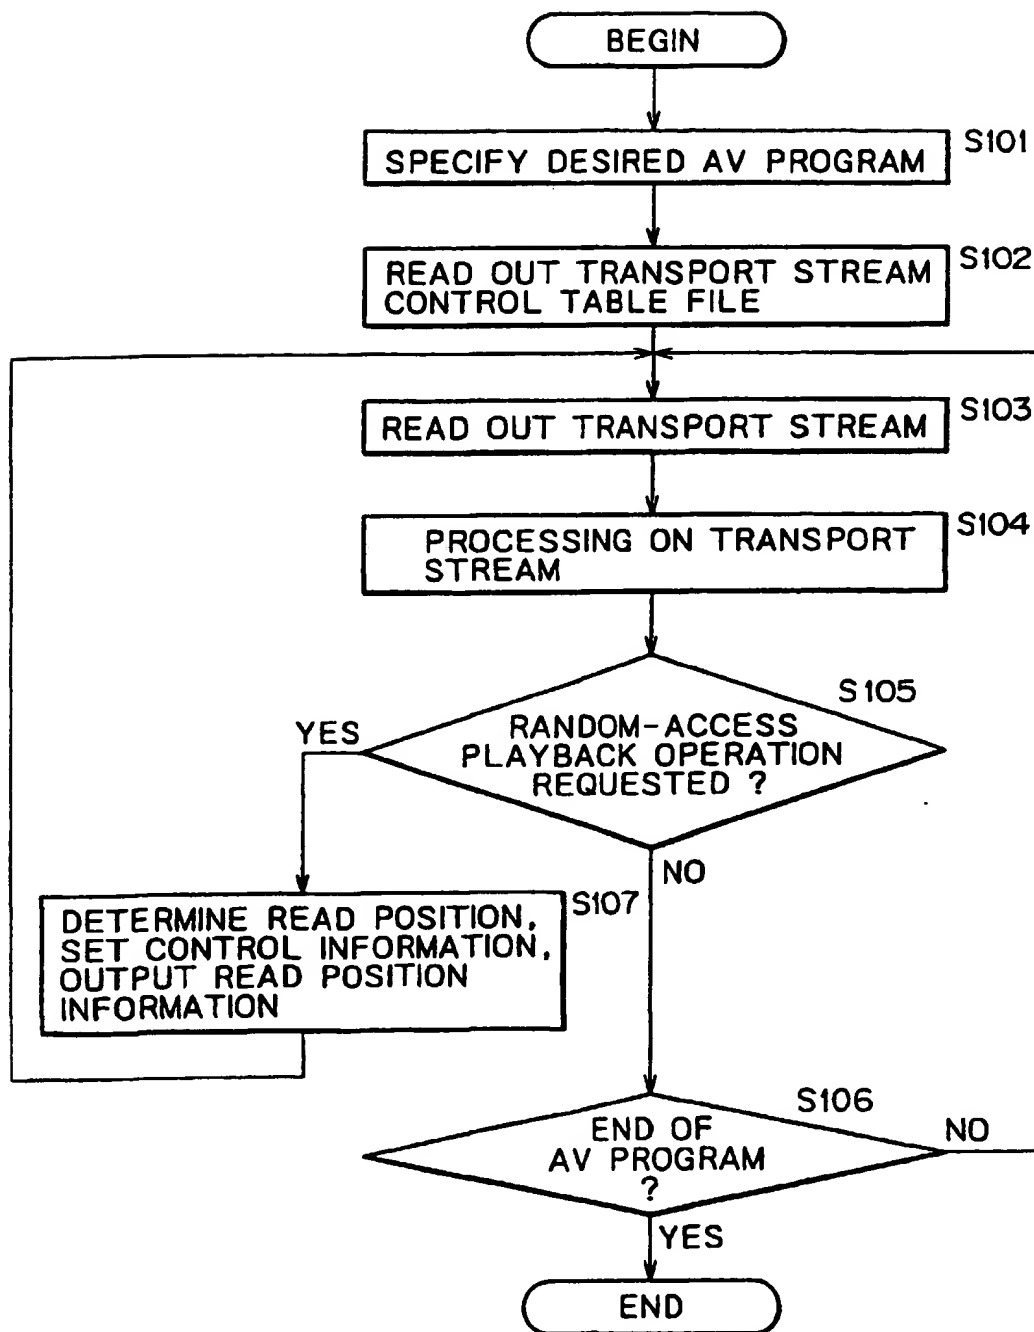 BEGIN
S101
SPECIFY DESIRED AV PROGRAM
S102
READ OUT TRANSPORT STREAM
CONTROL TABLE FILE
S103
READ OUT TRANSPORT STREAM
S104
PROCESSING ON TRANSPORT
STREAM
S105
YES
RANDOM-ACCESS
PLAYBACK OPERATION
REQUESTED ?
NO
S107
DETERMINE READ POSITION,
SET CONTROL INFORMATION,
OUTPUT READ POSITION
INFORMATION
S106
END OF
AV PROGRAM
?
NO
YES
END